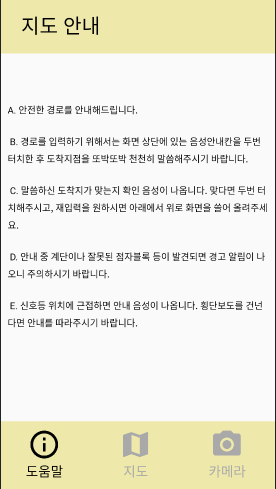 지도 안내
A. 안전한 경로를 안내해드립니다.
B. 경로를 입력하기 위해서는 화면 상단에 있는 음성안내칸을 두번
터치한 후 도착지점을 또박또박 천천히 말씀해주시기 바랍니다.
C. 말씀하신 도착지가 맞는지 확인 음성이 나옵니다. 맞다면 두번 터
치해주시고, 재입력을 원하시면 아래에서 위로 화면을 쓸어 올려주세
요.
D. 안내 중 계단이나 잘못된 점자블록 등이 발견되면 경고 알림이 나
오니 주의하시기 바랍니다.
E. 신호등 위치에 근접하면 안내 음성이 나옵니다. 횡단보도를 건넌
다면 안내를 따라주시기 바랍니다.
도움말 지도 카메라